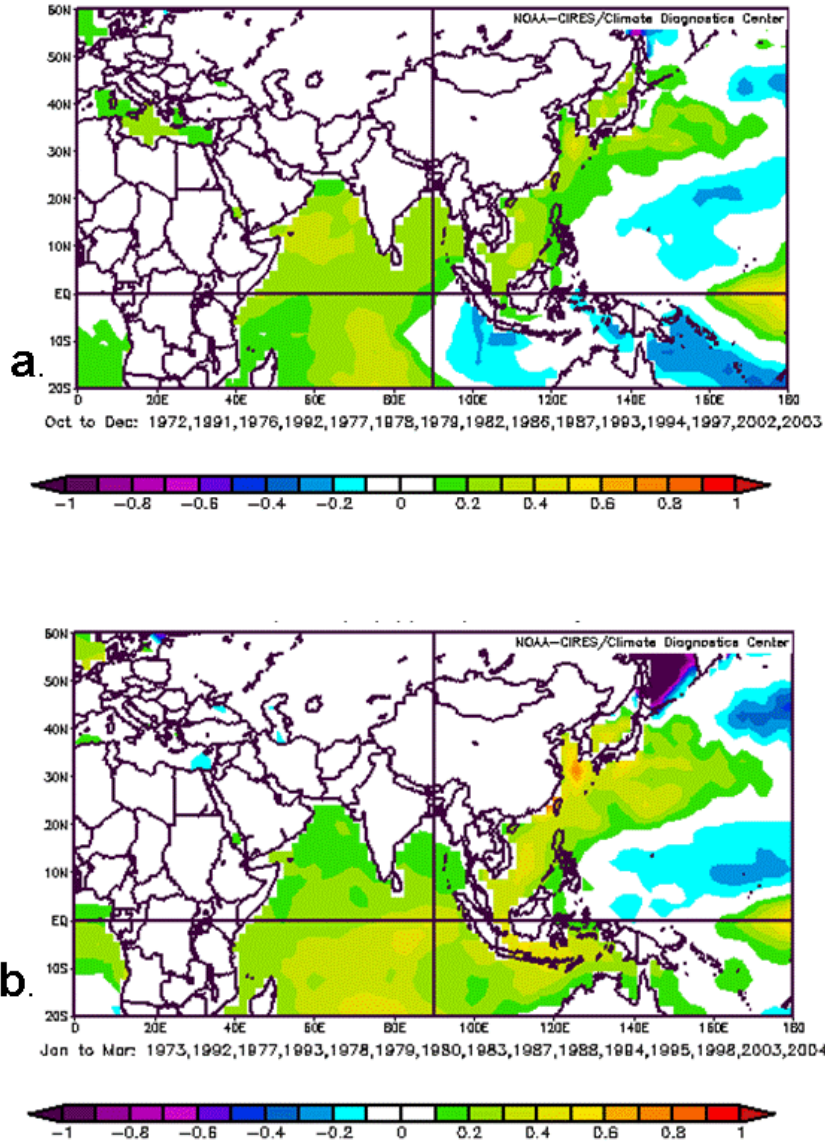 60N
NOAA-CIRES/Climate Diagnostics Center
50N
40N
30N
20N
10N
EQ
10S
a.
20S
0 20E 40E 60E 80E 100E 120E 140E 160E 180
Oct to Dec: 1972,1991,1976,1992,1977,1978,1979,1982,1986,1987,1993,1994,1997,2002,2003
-1 -0.8 -0.6 -0.4 -0.2 0 0.2 0.4 0.6 0.8 1
60N
NOAA-CIRES/Climate Diagnostics Center
50N
40N
30N
20N
10N
EQ
10S
b.
20S
0 20E 40E 60E 80E 100E 120E 140E 160E 180
Jan to Mar: 1973,1992,1977,1993,1978,1979,1980,1983,1987,1988,1994,1995,1998,2003,2004
-1 -0.8 -0.6 -0.4 -0.2 0 0.2 0.4 0.6 0.8 1